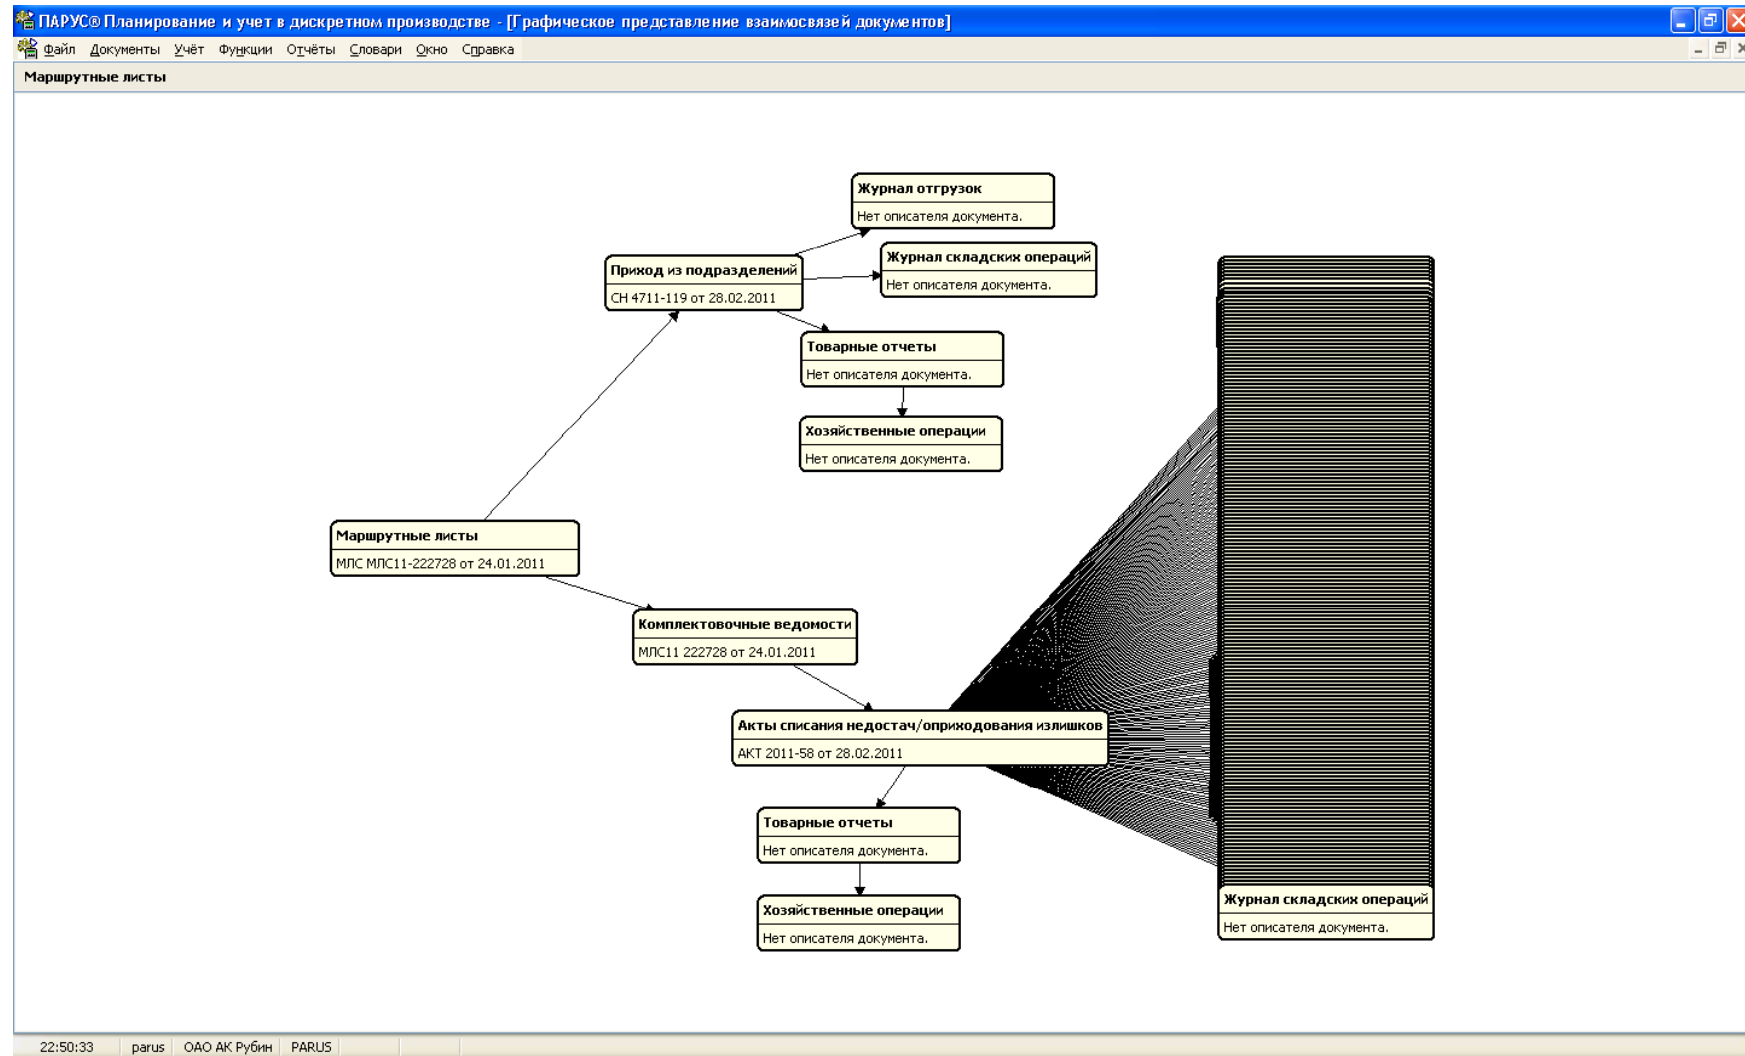 ПАРУС® Планирование и учет в дискретном производстве - [Графическое представление взаимосвязей документов]
Файл Документы Учёт Функции Отчёты Словари Окно Справка
Маршрутные листы
Журнал отгрузок
Нет описателя документа.
Журнал складских операций
Нет описателя документа.
Приход из подразделений
СН 4711-119 от 28.02.2011
Товарные отчеты
Нет описателя документа.
Хозяйственные операции
Нет описателя документа.
Маршрутные листы
МЛС МЛС11-222728 от 24.01.2011
Комплектовочные ведомости
МЛС11 222728 от 24.01.2011
Акты списания недостач/оприходования излишков
АКТ 2011-58 от 28.02.2011
Товарные отчеты
Нет описателя документа.
Хозяйственные операции
Нет описателя документа.
Журнал складских операций
Нет описателя документа.
22:50:33 parus ОАО АК Рубин PARUS